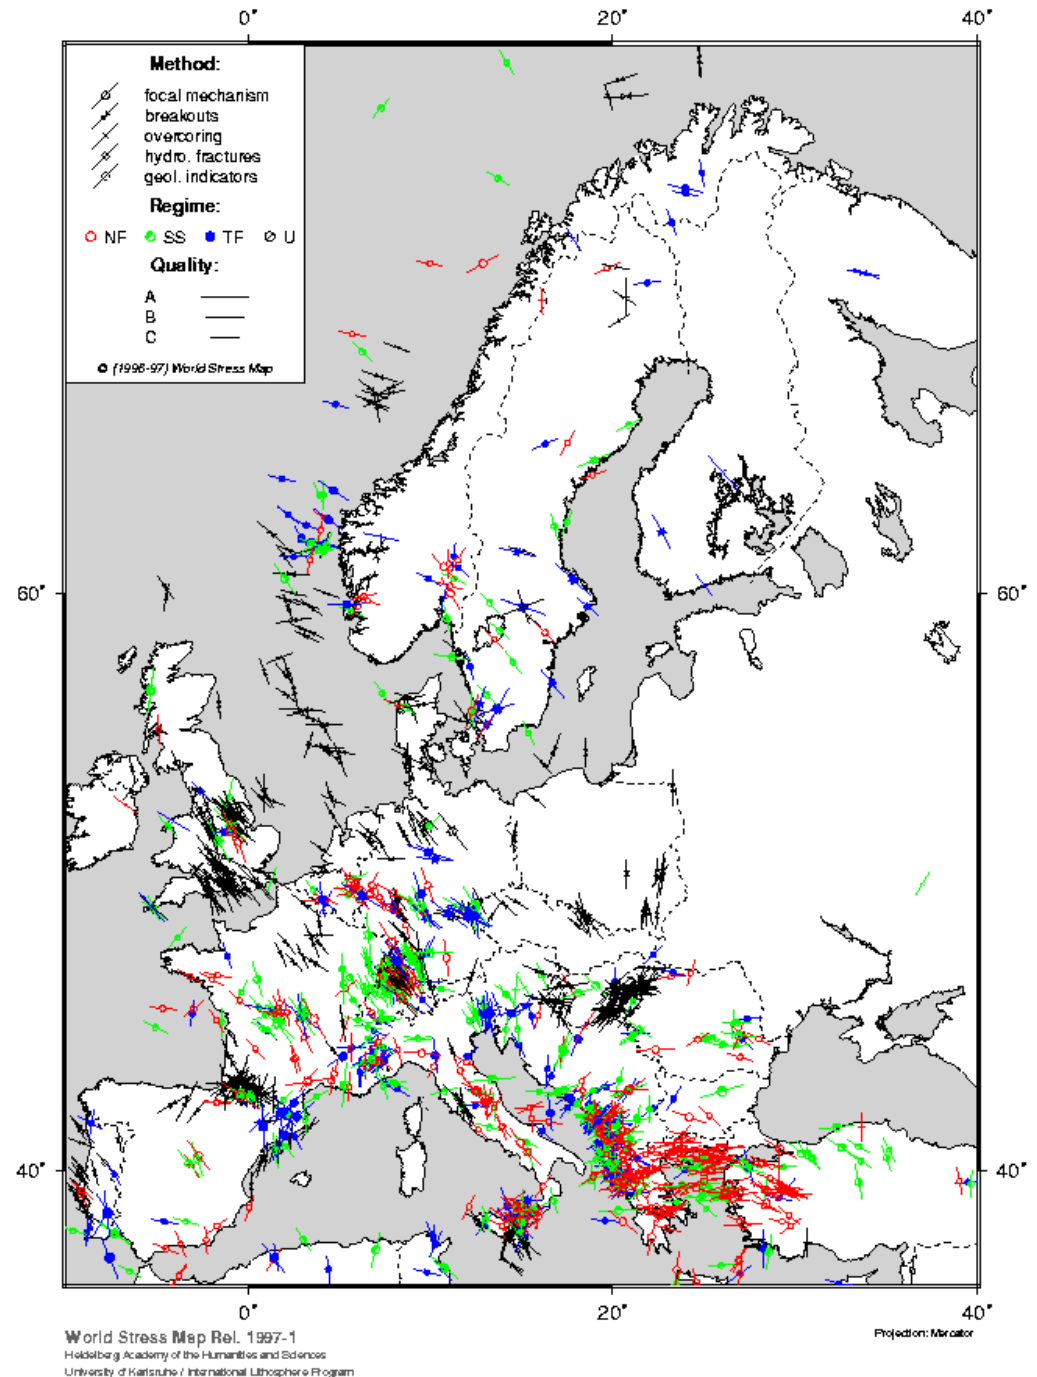 0° 20° 40°
Method:
focal mechanism
breakouts
overcoring
hydro. fractures
geol. indicators
Regime:
NF SS TF U
Quality:
A
B
C
© (1996-97) World Stress Map
60° 60°
40° 40°
0° 20° 40°
World Stress Map Rel. 1997-1
Projection: Mercator
Heidelberg Academy of the Humanities and Sciences
University of Karlsruhe / International Lithosphere Program